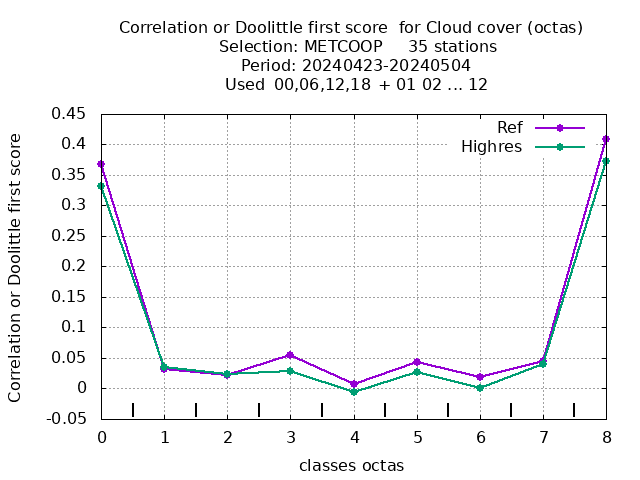 Correlation or Doolittle first score  for Cloud cover (octas)
Selection: METCOOP     35 stations
Period: 20240423-20240504
Used  00,06,12,18 + 01 02 ... 12
Ref
Highres
Correlation or Doolittle first score
0.45
0.4
0.35
0.3
0.25
0.2
0.15
0.1
0.05
0
-0.05
0 1 2 3 4 5 6 7 8
classes octas